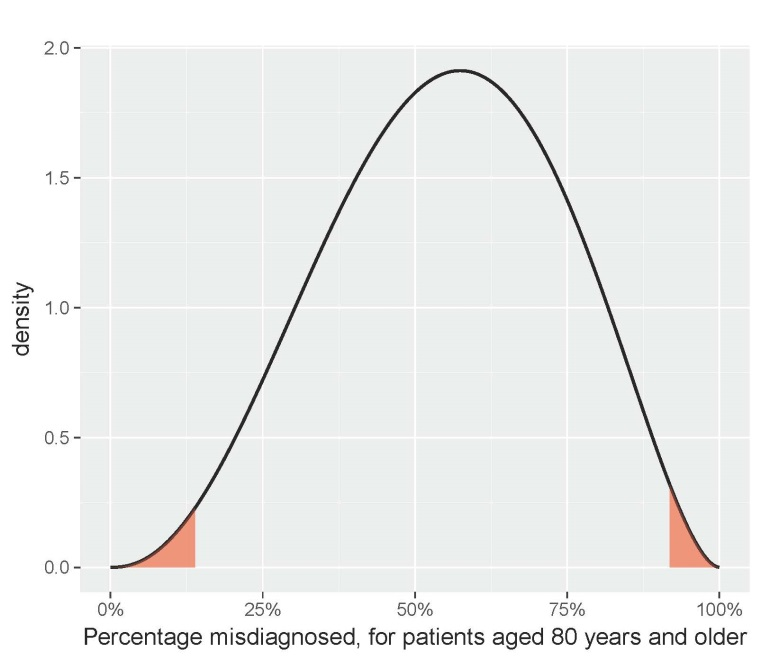 2.0
1.5
1.0
0.5
0.0
density
0% 25% 50% 75% 100%
Percentage misdiagnosed, for patients aged 80 years and older